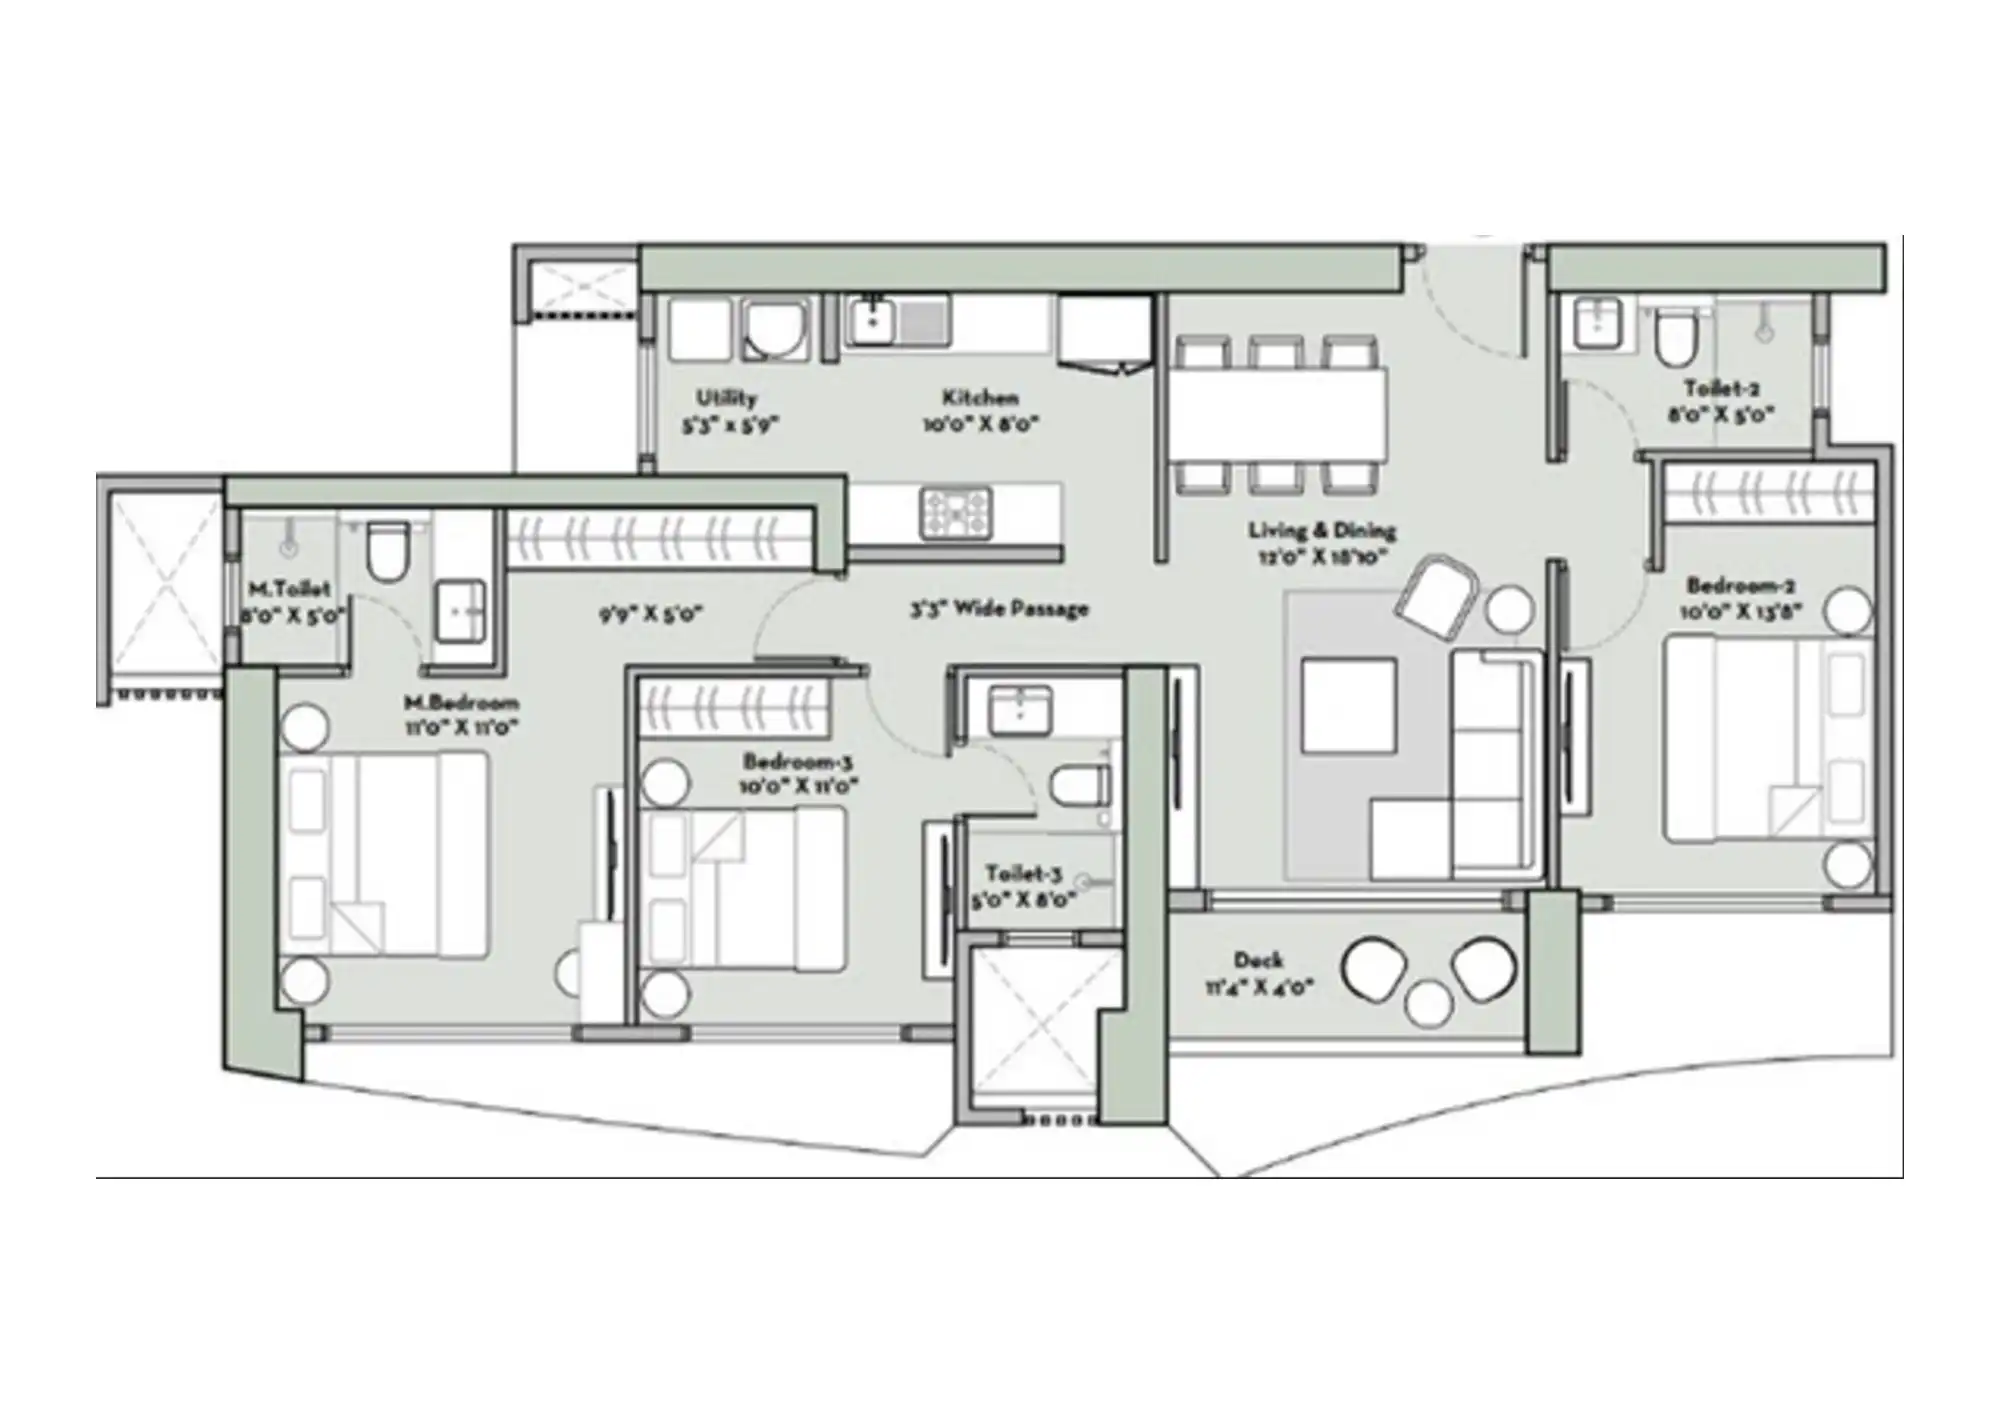 Utility
5'3" x 5'9"
Kitchen
10'0" X 8'0"
Toilet-2
8'0" X 5'0"
Living & Dining
12'0" X 18'10"
M.Toilet
8'0" X 5'0"
9'9" X 5'0"
3'3" Wide Passage
Bedroom-2
10'0" X 13'8"
M.Bedroom
11'0" X 11'0"
Bedroom-3
10'0" X 11'0"
Toilet-3
5'0" X 8'0"
Deck
11'4" X 4'0"